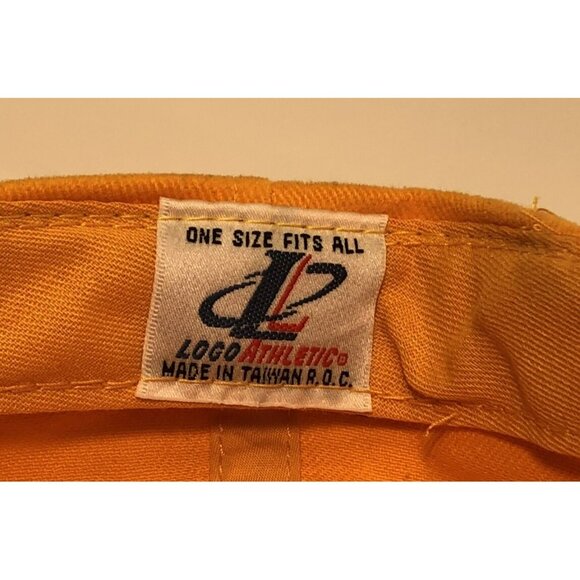 ONE SIZE FITS ALL
L
LOGO ATHLETIC®
MADE IN TAIWAN R.O.C.